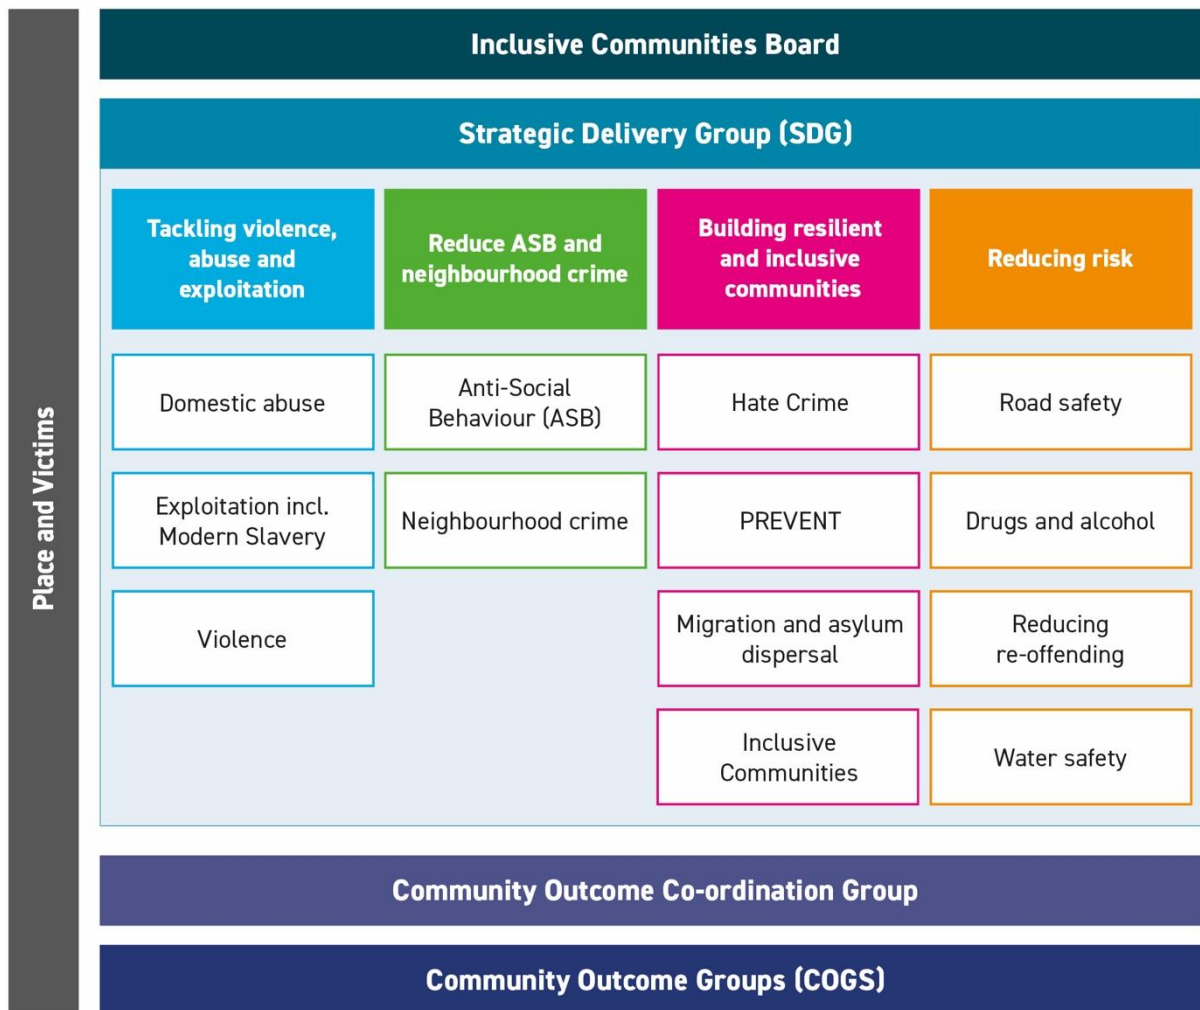 Place and Victims
Inclusive Communities Board
Strategic Delivery Group (SDG)
Tackling violence,
abuse and
exploitation
Domestic abuse
Exploitation incl.
Modern Slavery
Violence
Reduce ASB and
neighbourhood crime
Anti-Social
Behaviour (ASB)
Neighbourhood crime
Building resilient
and inclusive
communities
Hate Crime
PREVENT
Migration and asylum
dispersal
Inclusive
Communities
Reducing risk
Road safety
Drugs and alcohol
Reducing
re-offending
Water safety
Community Outcome Co-ordination Group
Community Outcome Groups (COGS)